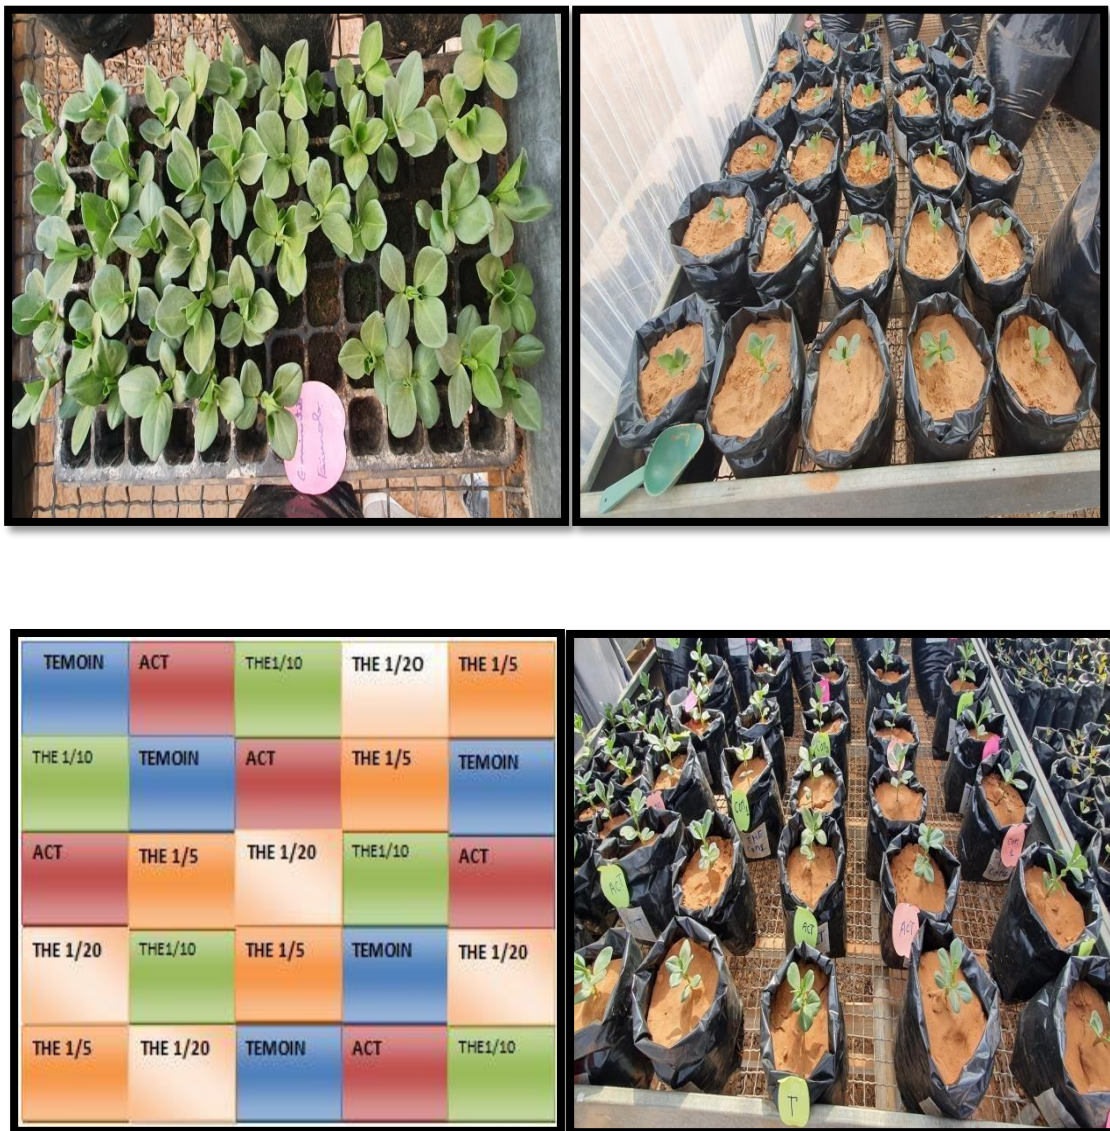 TEMOIN ACT THE1/10 THE 1/2O THE 1/5
THE 1/10 TEMOIN ACT THE 1/5 TEMOIN
ACT THE 1/5 THE 1/20 THE1/10 ACT
THE 1/20 THE1/10 THE 1/5 TEMOIN THE 1/20
THE 1/5 THE 1/20 TEMOIN ACT THE1/10
ACT
THE
ACT
ACT
T